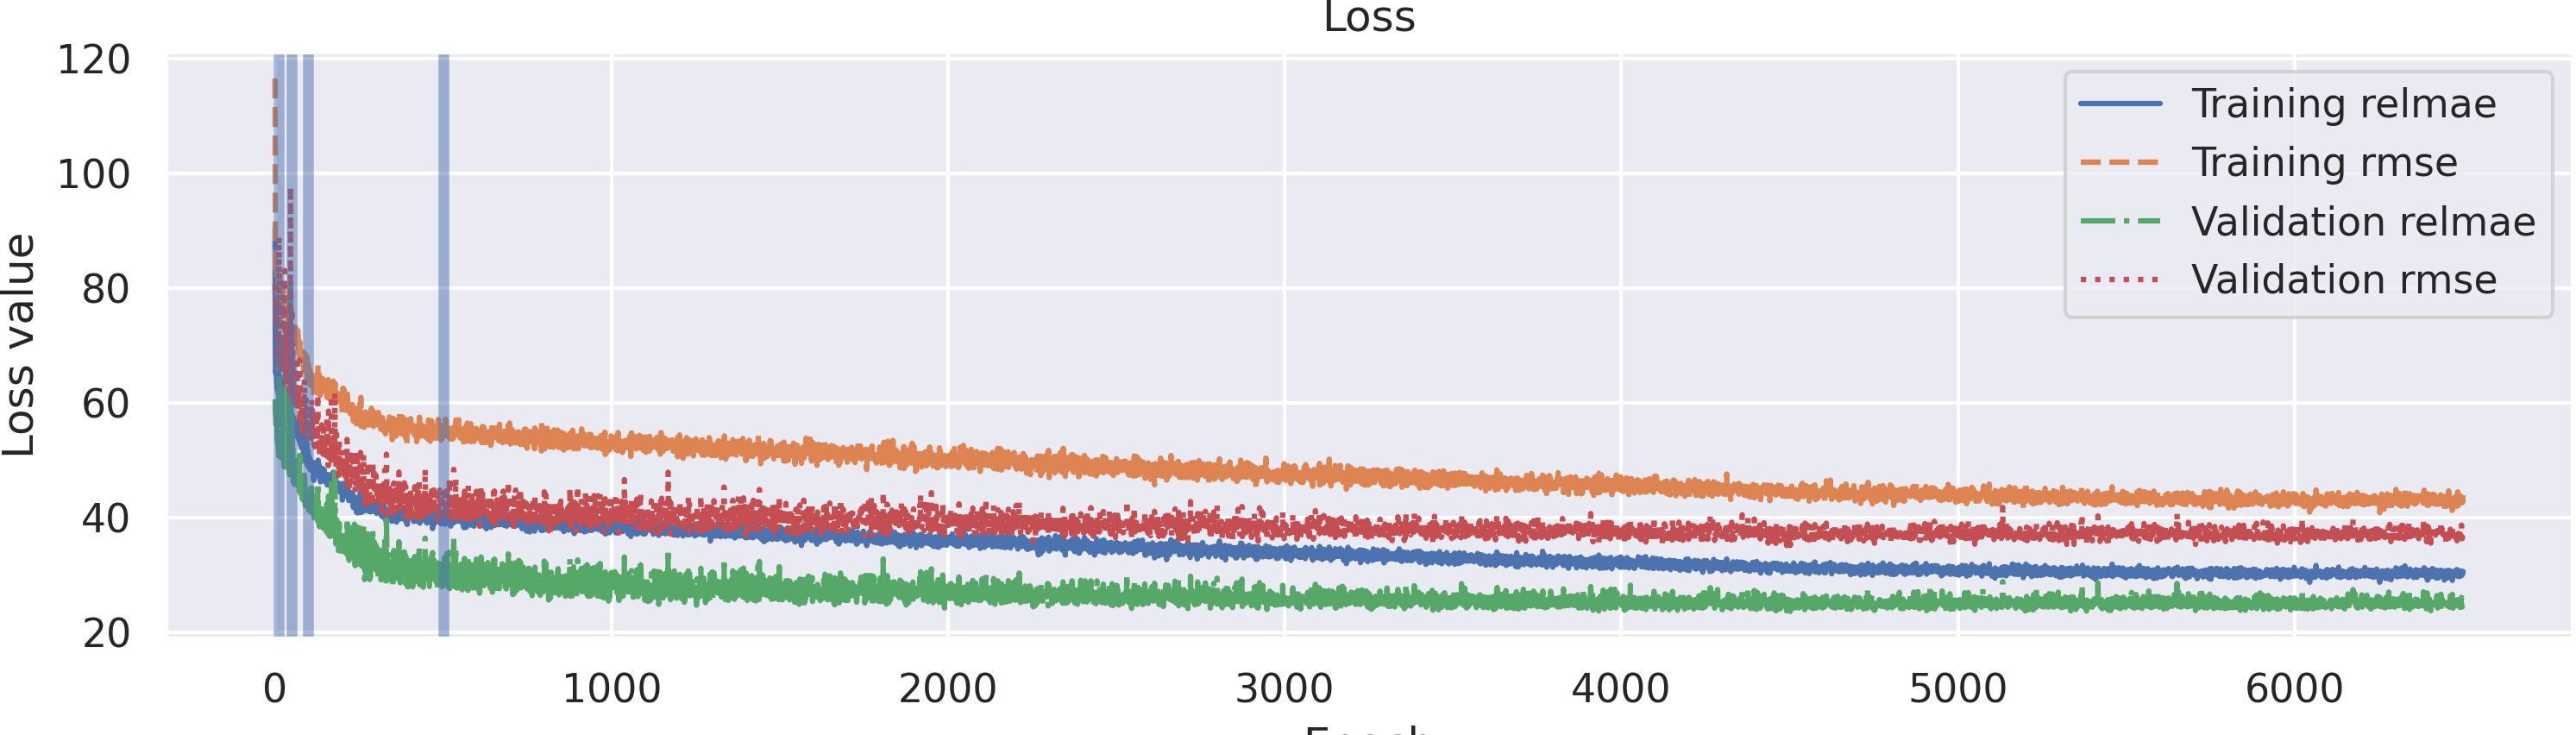 Loss
120
100
80
60
40
20
Loss value
Training relmae
Training rmse
Validation relmae
Validation rmse
0 1000 2000 3000 4000 5000 6000